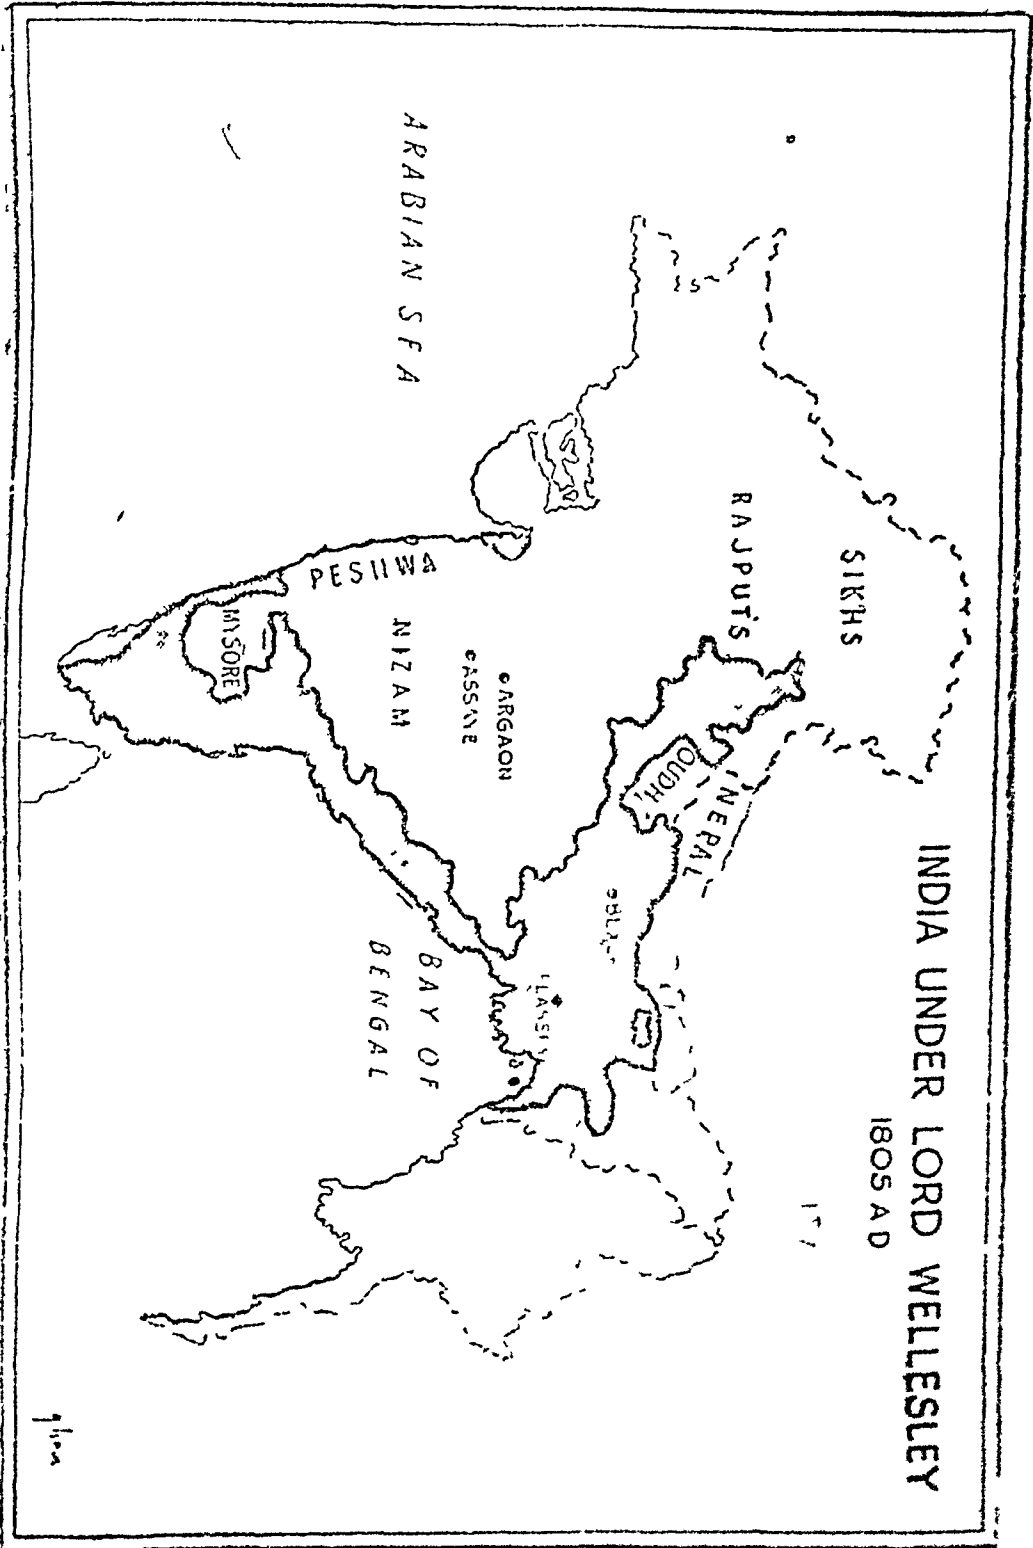 INDIA UNDER LORD WELLESLEY
1805 A D
SIKHS
RAJPUTS
NEPAL
OUDH
ARGAON
ASSAYE
NIZAM
PESHWA
MYSORE
ARABIAN SEA
BAY OF
BENGAL